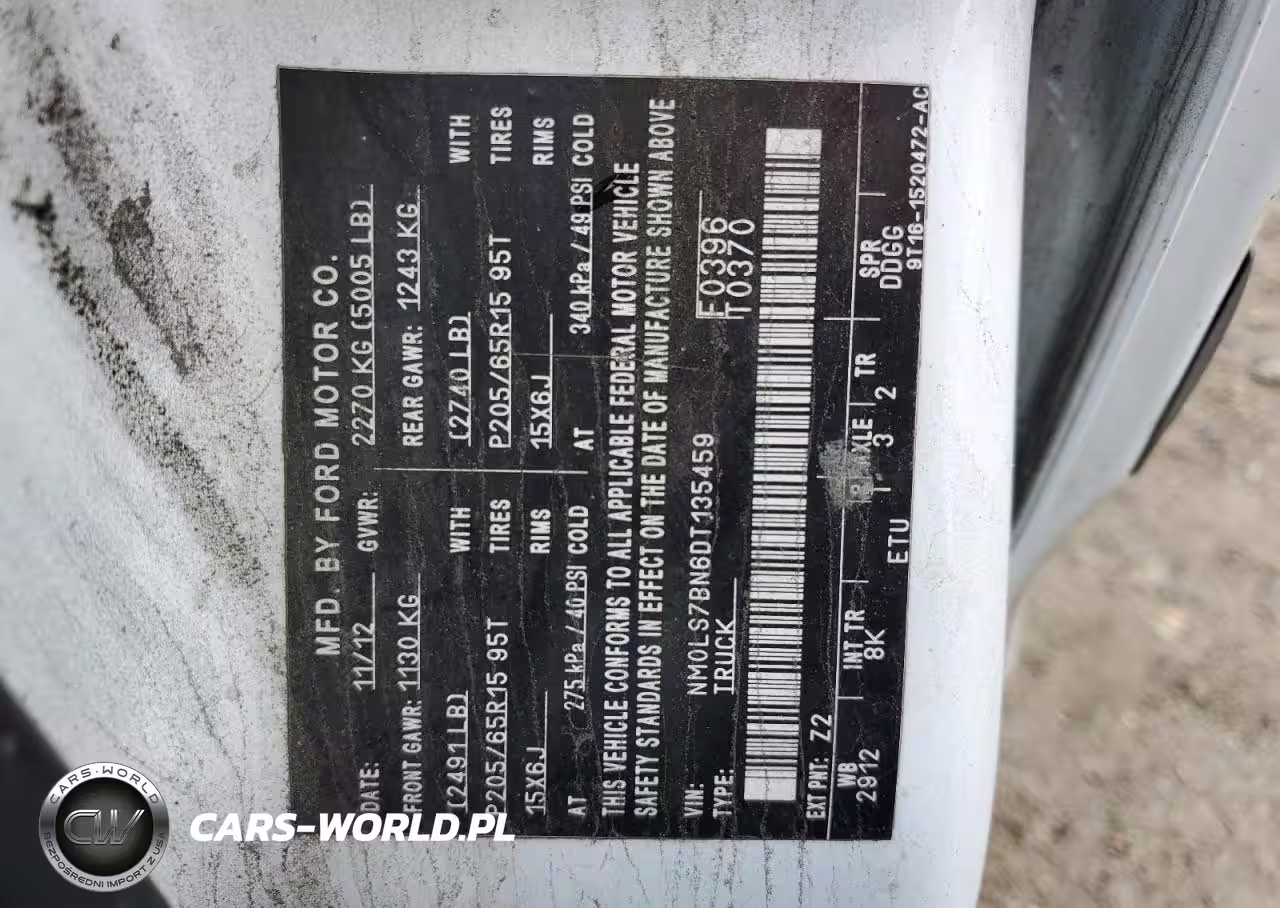 MFD. BY FORD MOTOR CO.
DATE: 11/12 GVWR: 2270 KG (5005 LB)
FRONT GAWR: 1130 KG REAR GAWR: 1243 KG
(2491LB) WITH (2740 LB) WITH
P205/65R15 95T TIRES P205/65R15 95T TIRES
15X6J RIMS 15X6J RIMS
AT 275 kPa / 40 PSI COLD AT 340 kPa / 49 PSI COLD
THIS VEHICLE CONFORMS TO ALL APPLICABLE FEDERAL MOTOR VEHICLE
SAFETY STANDARDS IN EFFECT ON THE DATE OF MANUFACTURE SHOWN ABOVE
VIN: NM0LS7BN6DT135459 F0396
TYPE: TRUCK T0370
EXT PNT: Z2
WB INT TR AXLE TR SPR
2912 8K 3 2 DDGG
ETU 9T16-1520472-AC
CARS-WORLD
CW
BEZPOŚREDNI IMPORT Z USA
CARS-WORLD.PL